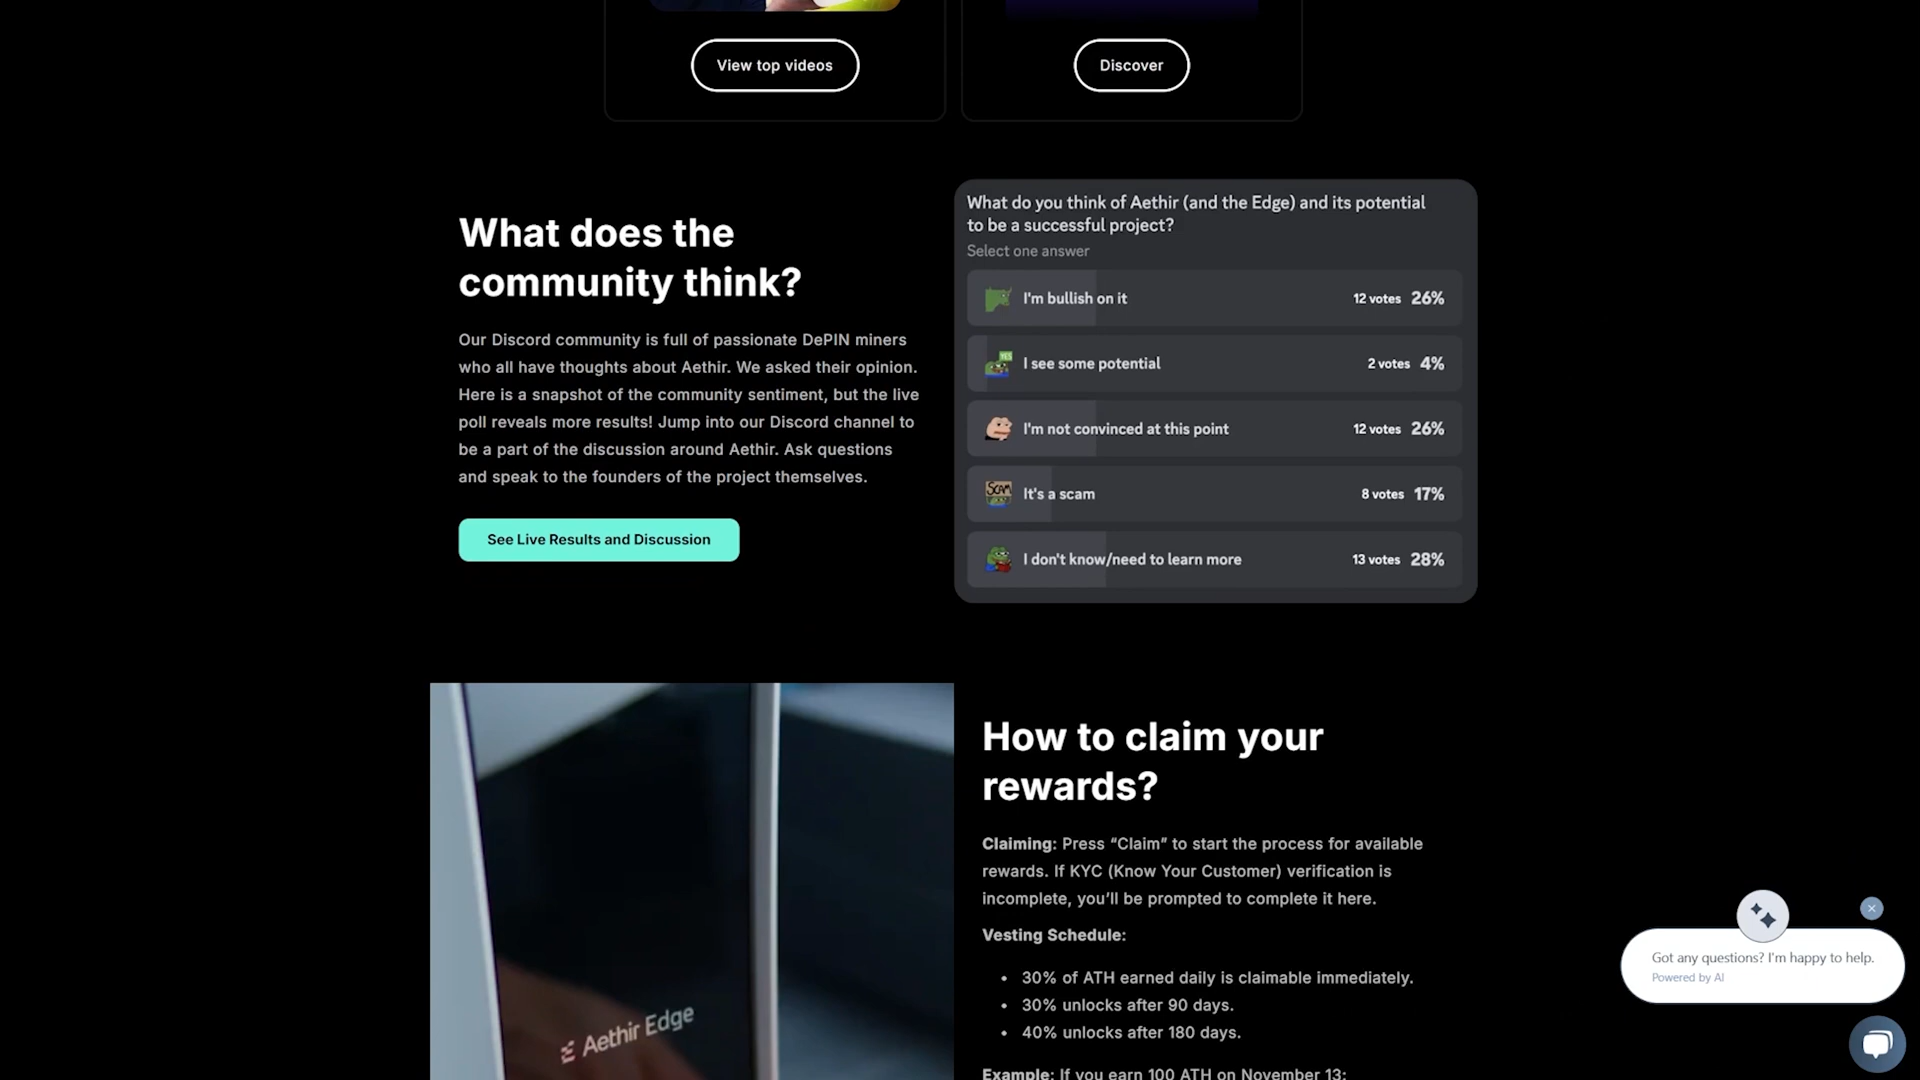 View top videos
Discover
What does the
community think?
Our Discord community is full of passionate DePIN miners
who all have thoughts about Aethir. We asked their opinion.
Here is a snapshot of the community sentiment, but the live
poll reveals more results! Jump into our Discord channel to
be a part of the discussion around Aethir. Ask questions
and speak to the founders of the project themselves.
See Live Results and Discussion
What do you think of Aethir (and the Edge) and its potential
to be a successful project?
Select one answer
I'm bullish on it 12 votes 26%
YES
I see some potential 2 votes 4%
I'm not convinced at this point 12 votes 26%
SCAM
It's a scam 8 votes 17%
I don't know/need to learn more 13 votes 28%
Aethir Edge
How to claim your
rewards?
Claiming: Press “Claim” to start the process for available
rewards. If KYC (Know Your Customer) verification is
incomplete, you’ll be prompted to complete it here.
Vesting Schedule:
• 30% of ATH earned daily is claimable immediately.
• 30% unlocks after 90 days.
• 40% unlocks after 180 days.
Example: If you earn 100 ATH on November 13:
Got any questions? I'm happy to help.
Powered by AI